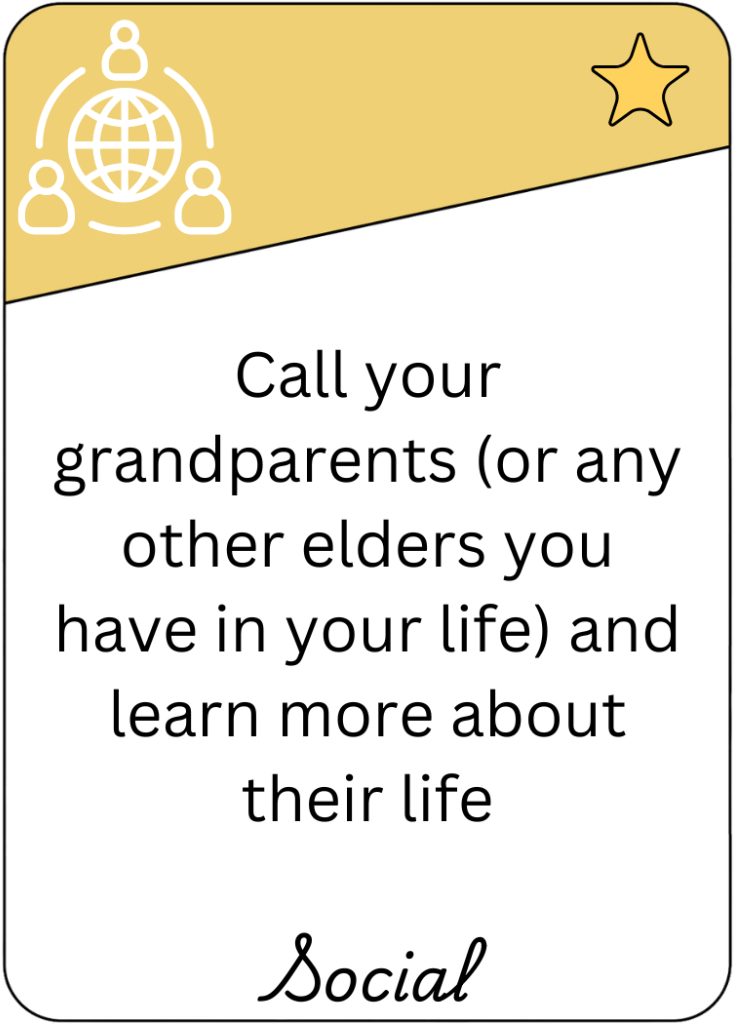 Call your
grandparents (or any
other elders you
have in your life) and
learn more about
their life
Social